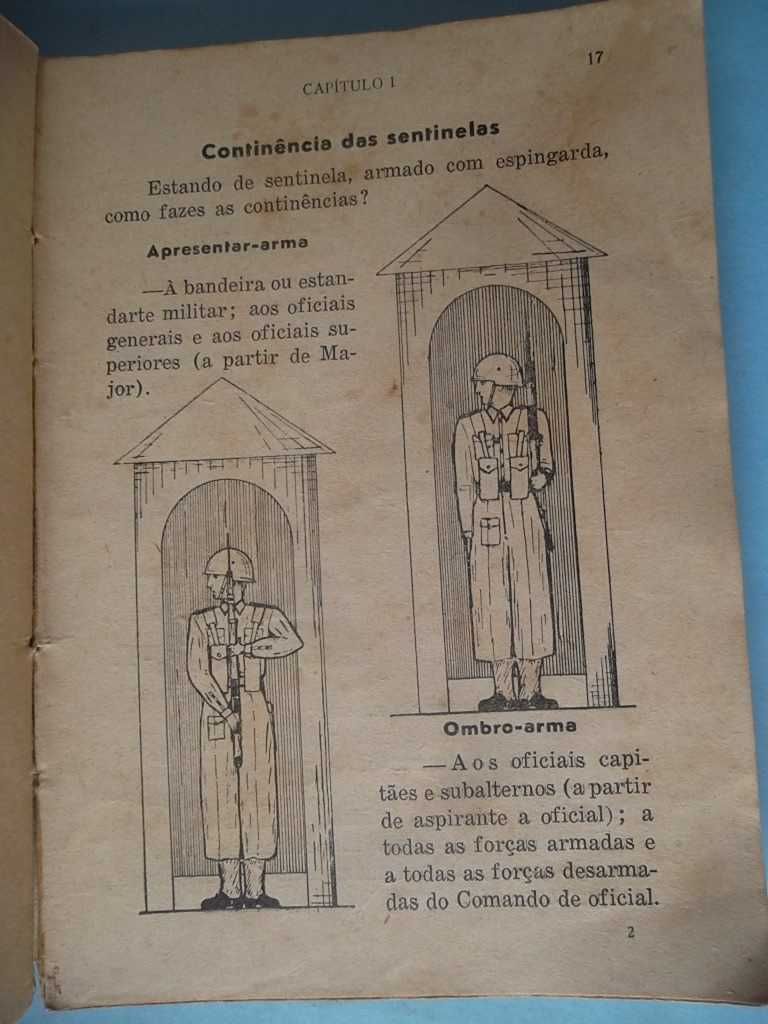 CAPÍTULO 1
17
Continência das sentinelas
Estando de sentinela, armado com espingarda,
como fazes as continências?
Apresentar-arma
—À bandeira ou estan-
darte militar; aos oficiais
generais e aos oficiais su-
periores (a partir de Ma-
jor).
Ombro-arma
—Aos oficiais capi-
tães e subalternos (a partir
de aspirante a oficial); a
todas as forças armadas e
a todas as forças desarma-
das do Comando de oficial.
2